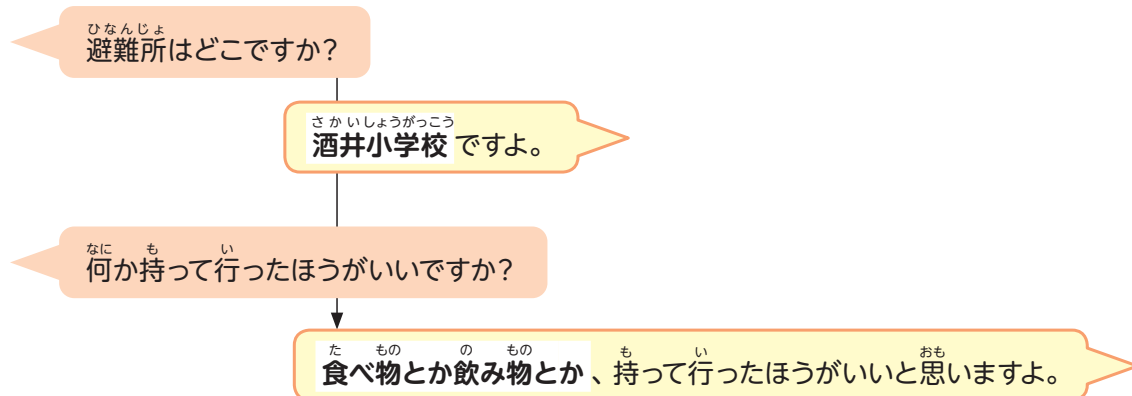 ひなんじょ
避難所はどこですか？
さかいしょうがっこう
酒井小学校ですよ。
なに も い
何か持って行ったほうがいいですか？
た もの の もの も い おも
食べ物とか飲み物とか、持って行ったほうがいいと思いますよ。